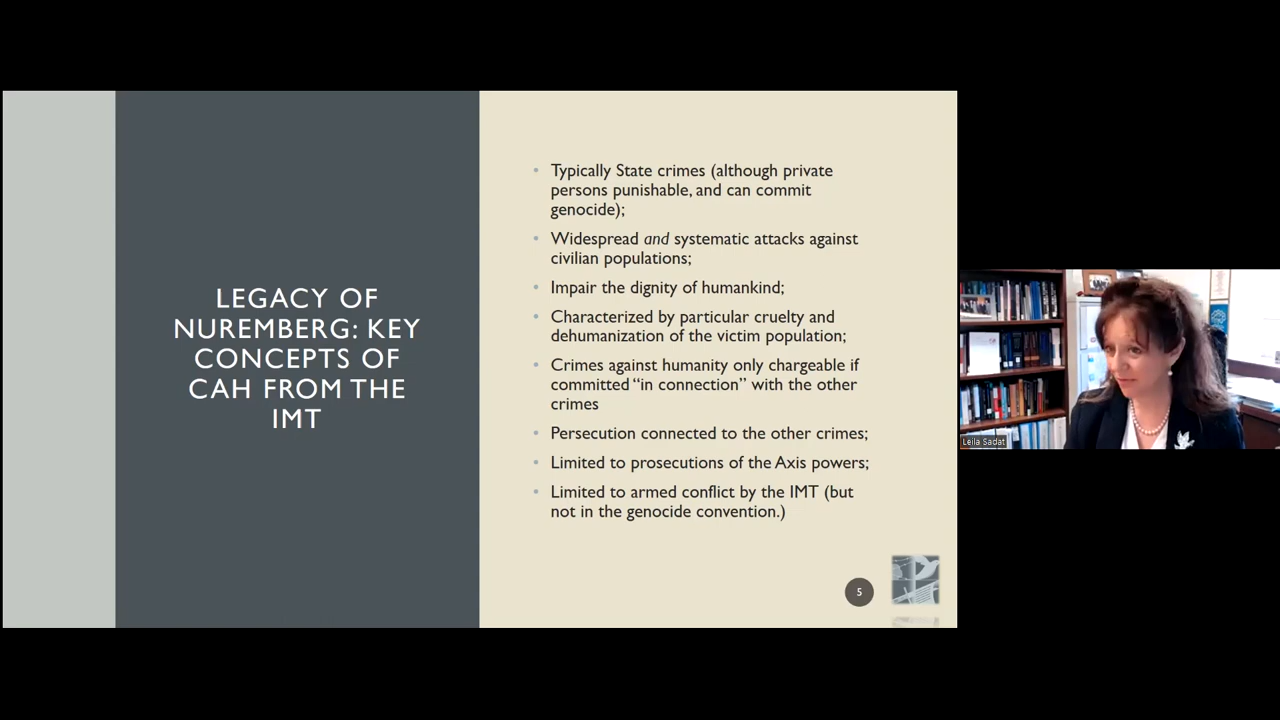 LEGACY OF
NUREMBERG: KEY
CONCEPTS OF
CAH FROM THE
IMT
• Typically State crimes (although private
persons punishable, and can commit
genocide);
• Widespread and systematic attacks against
civilian populations;
• Impair the dignity of humankind;
• Characterized by particular cruelty and
dehumanization of the victim population;
• Crimes against humanity only chargeable if
committed “in connection” with the other
crimes
• Persecution connected to the other crimes;
• Limited to prosecutions of the Axis powers;
• Limited to armed conflict by the IMT (but
not in the genocide convention.)
5
Leila Sadat